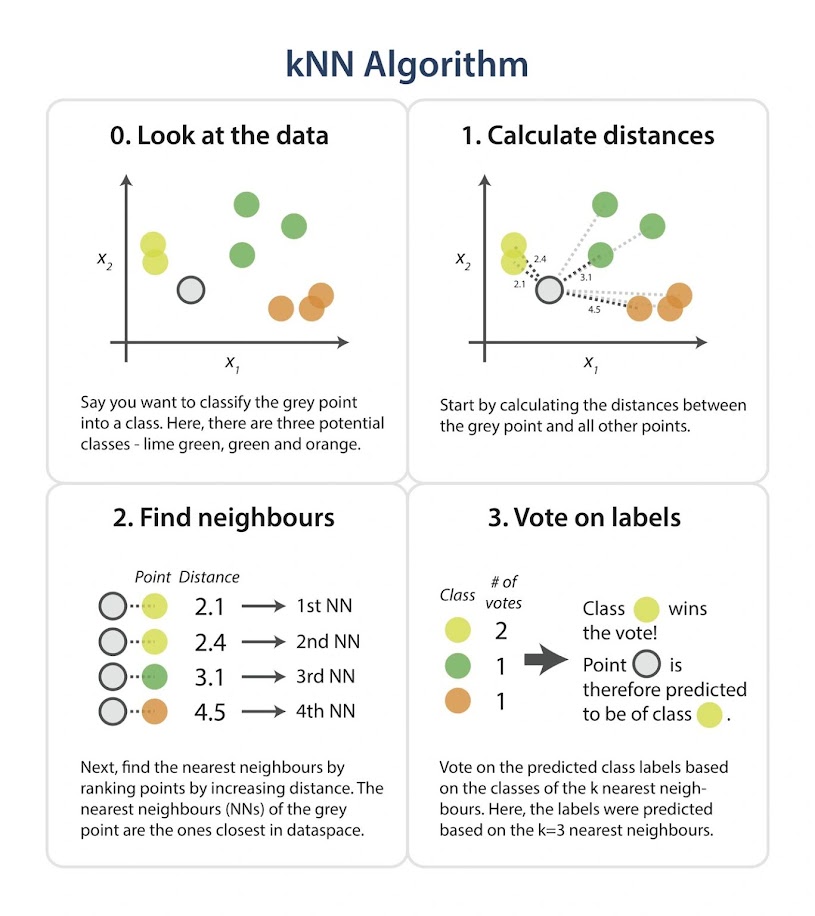 kNN Algorithm
0. Look at the data
x2
x1
Say you want to classify the grey point
into a class. Here, there are three potential
classes - lime green, green and orange.
1. Calculate distances
x2
2.4
2.1
3.1
4.5
x1
Start by calculating the distances between
the grey point and all other points.
2. Find neighbours
Point Distance
2.1 1st NN
2.4 2nd NN
3.1 3rd NN
4.5 4th NN
Next, find the nearest neighbours by
ranking points by increasing distance. The
nearest neighbours (NNs) of the grey
point are the ones closest in dataspace.
3. Vote on labels
Class # of
votes
2
1
1
Class wins
the vote!
Point is
therefore predicted
to be of class .
Vote on the predicted class labels based
on the classes of the k nearest neigh-
bours. Here, the labels were predicted
based on the k=3 nearest neighbours.